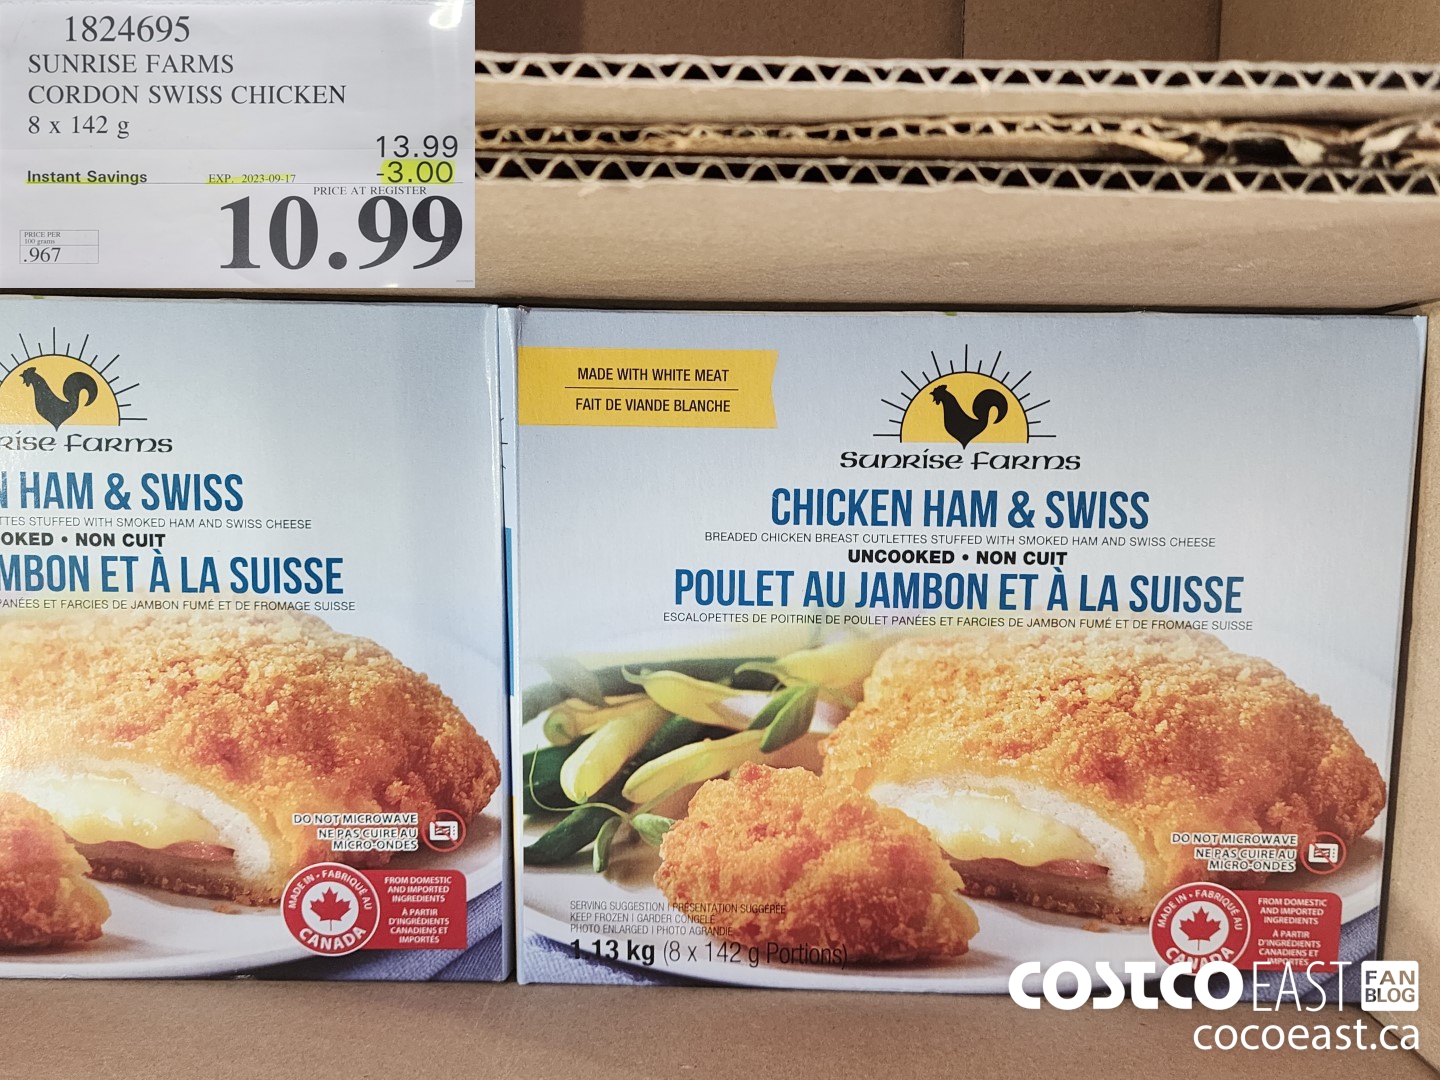 1824695
SUNRISE FARMS
CORDON SWISS CHICKEN
8 x 142 g
13.99
Instant Savings EXP. 2023-09-17 -3.00
PRICE AT REGISTER
10.99
PRICE PER
100 grams
.967
RISE FARMS
N HAM & SWISS
TTES STUFFED WITH SMOKED HAM AND SWISS CHEESE
OKED • NON CUIT
MBON ET À LA SUISSE
PANÉES ET FARCIES DE JAMBON FUMÉ ET DE FROMAGE SUISSE
DO NOT MICROWAVE
NE PAS CUIRE AU
MICRO-ONDES
MADE IN • FABRIQUÉ AU
CANADA
FROM DOMESTIC
AND IMPORTED
INGREDIENTS
À PARTIR
D'INGRÉDIENTS
CANADIENS ET
IMPORTÉS
MADE WITH WHITE MEAT
FAIT DE VIANDE BLANCHE
SUNRISE FARMS
CHICKEN HAM & SWISS
BREADED CHICKEN BREAST CUTLETTES STUFFED WITH SMOKED HAM AND SWISS CHEESE
UNCOOKED • NON CUIT
POULET AU JAMBON ET À LA SUISSE
ESCALOPETTES DE POITRINE DE POULET PANÉES ET FARCIES DE JAMBON FUMÉ ET DE FROMAGE SUISSE
DO NOT MICROWAVE
NE PAS CUIRE AU
MICRO-ONDES
SERVING SUGGESTION | PRÉSENTATION SUGGÉRÉE
KEEP FROZEN | GARDER CONGELÉ
PHOTO ENLARGED | PHOTO AGRANDIE
1.13 kg (8 x 142 g Portions)
MADE IN • FABRIQUÉ AU
CANADA
FROM DOMESTIC
AND IMPORTED
INGREDIENTS
À PARTIR
D'INGRÉDIENTS
CANADIENS ET
IMPORTÉS
COSTCO EAST FAN BLOG
cocoeast.ca